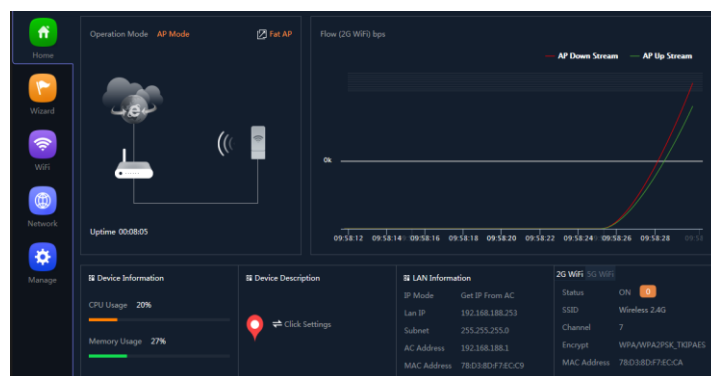 Home
Wizard
WiFi
Network
Manage
Operation Mode AP Mode Fat AP
Uptime 00:08:05
Flow (2G WiFi) bps
AP Down Stream AP Up Stream
0k
09:58:12 09:58:14 09:58:16 09:58:18 09:58:20 09:58:22 09:58:24 09:58:26 09:58:28
Device Information
CPU Usage 20%
Memory Usage 27%
Device Description
Click Settings
LAN Information
IP Mode Get IP From AC
Lan IP 192.168.188.253
Subnet 255.255.255.0
AC Address 192.168.188.1
MAC Address 78:D3:8D:F7:EC:C9
2G WiFi 5G WiFi
Status ON 0
SSID Wireless 2.4G
Channel 7
Encrypt WPA/WPA2PSK_TKIPAES
MAC Address 78:D3:8D:F7:EC:CA